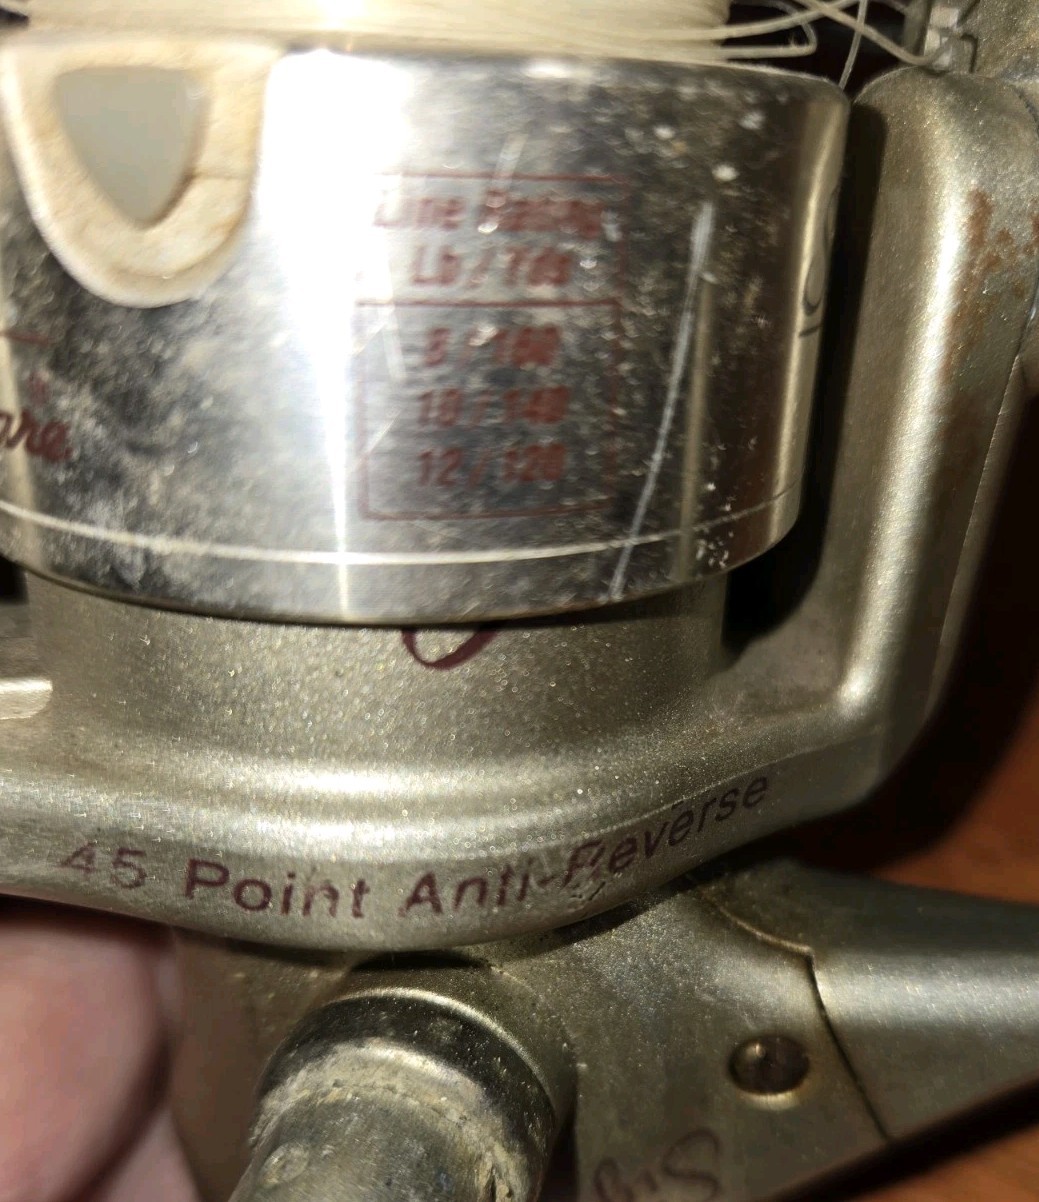 Line Rating
Lb / Yds
8 / 160
10 / 140
12 / 120
45 Point Anti-Reverse